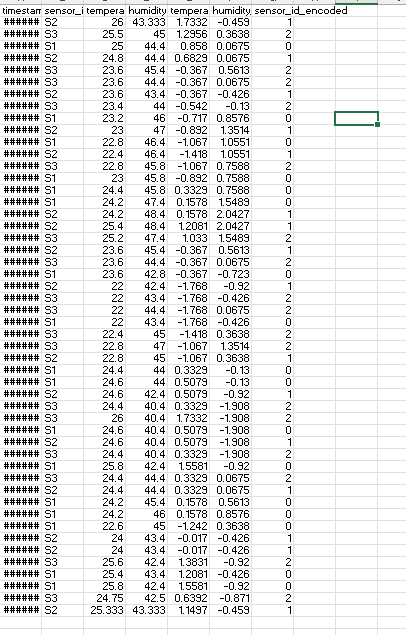 timestan sensor_i tempera humidity tempera humidity sensor_id_encoded
###### S2 26 43.333 1.7332 -0.459 1
###### S3 25.5 45 1.2956 0.3638 2
###### S1 25 44.4 0.858 0.0675 0
###### S2 24.8 44.4 0.6829 0.0675 1
###### S3 23.6 45.4 -0.367 0.5613 2
###### S3 23.6 44.4 -0.367 0.0675 2
###### S2 23.6 43.4 -0.367 -0.426 1
###### S3 23.4 44 -0.542 -0.13 2
###### S1 23.2 46 -0.717 0.8576 0
###### S2 23 47 -0.892 1.3514 1
###### S1 22.8 46.4 -1.067 1.0551 0
###### S2 22.4 46.4 -1.418 1.0551 1
###### S3 22.8 45.8 -1.067 0.7588 2
###### S1 23 45.8 -0.892 0.7588 0
###### S1 24.4 45.8 0.3329 0.7588 0
###### S1 24.2 47.4 0.1578 1.5489 0
###### S2 24.2 48.4 0.1578 2.0427 1
###### S2 25.4 48.4 1.2081 2.0427 1
###### S3 25.2 47.4 1.033 1.5489 2
###### S2 23.6 45.4 -0.367 0.5613 1
###### S3 23.6 44.4 -0.367 0.0675 2
###### S1 23.6 42.8 -0.363 -0.723 0
###### S2 22 42.4 -1.768 -0.92 1
###### S3 22 43.4 -1.768 -0.426 2
###### S3 22 44.4 -1.768 0.0675 2
###### S1 22 43.4 -1.768 -0.426 0
###### S3 22.4 45 -1.418 0.3638 2
###### S3 22.8 47 -1.067 1.3514 2
###### S2 22.8 45 -1.067 0.3638 1
###### S1 24.4 44 0.3329 -0.13 0
###### S1 24.6 44 0.5079 -0.13 0
###### S2 24.6 42.4 0.5079 -0.92 1
###### S3 24.4 40.4 0.3329 -1.908 2
###### S3 26 40.4 1.7332 -1.908 2
###### S1 24.6 40.4 0.5079 -1.908 0
###### S2 24.6 40.4 0.5079 -1.908 1
###### S3 24.4 40.4 0.3329 -1.908 2
###### S1 25.8 42.4 1.5581 -0.92 0
###### S3 24.4 44.4 0.3329 0.0675 2
###### S2 24.4 44.4 0.3329 0.0675 1
###### S1 24.2 45.4 0.1578 0.5613 0
###### S1 24.2 46 0.1578 0.8576 0
###### S1 22.6 45 -1.242 0.3638 0
###### S2 24 43.4 -0.017 -0.426 1
###### S2 24 43.4 -0.017 -0.426 1
###### S3 25.6 42.4 1.3831 -0.92 2
###### S1 25.4 43.4 1.2081 -0.426 0
###### S1 25.8 42.4 1.5581 -0.92 0
###### S3 24.75 42.5 0.6392 -0.871 2
###### S2 25.333 43.333 1.1497 -0.459 1